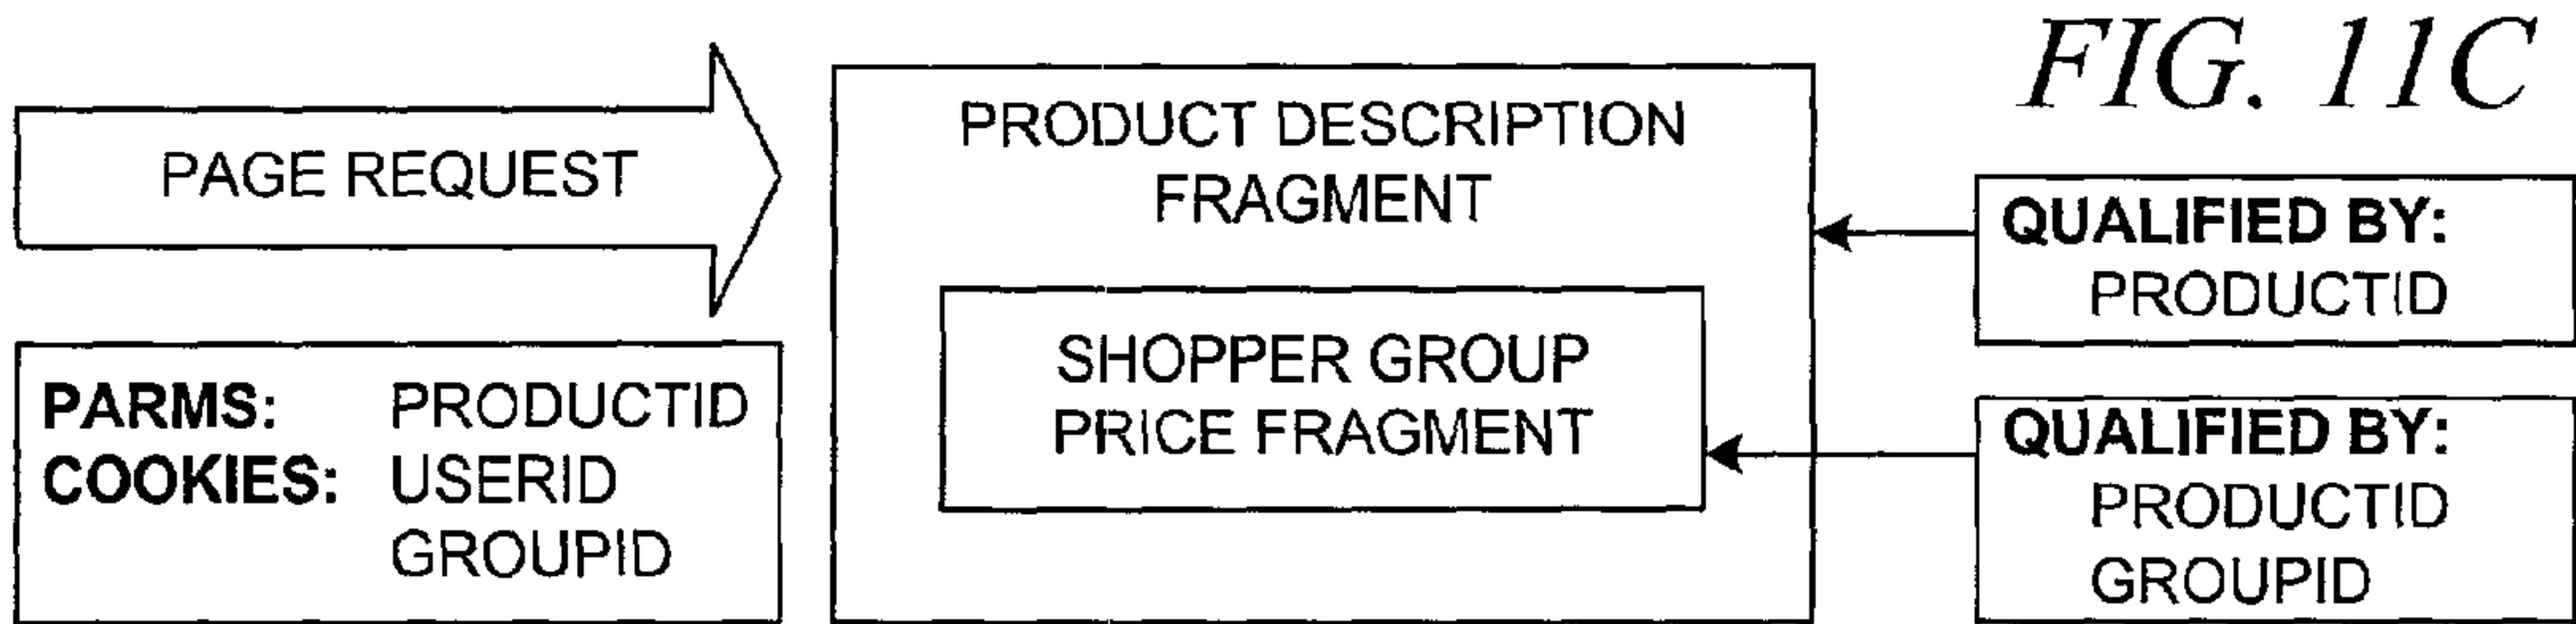 FIG. 11C
PAGE REQUEST
PARMS: PRODUCTID
COOKIES: USERID
GROUPID
PRODUCT DESCRIPTION
FRAGMENT
SHOPPER GROUP
PRICE FRAGMENT
QUALIFIED BY:
PRODUCTID
QUALIFIED BY:
PRODUCTID
GROUPID